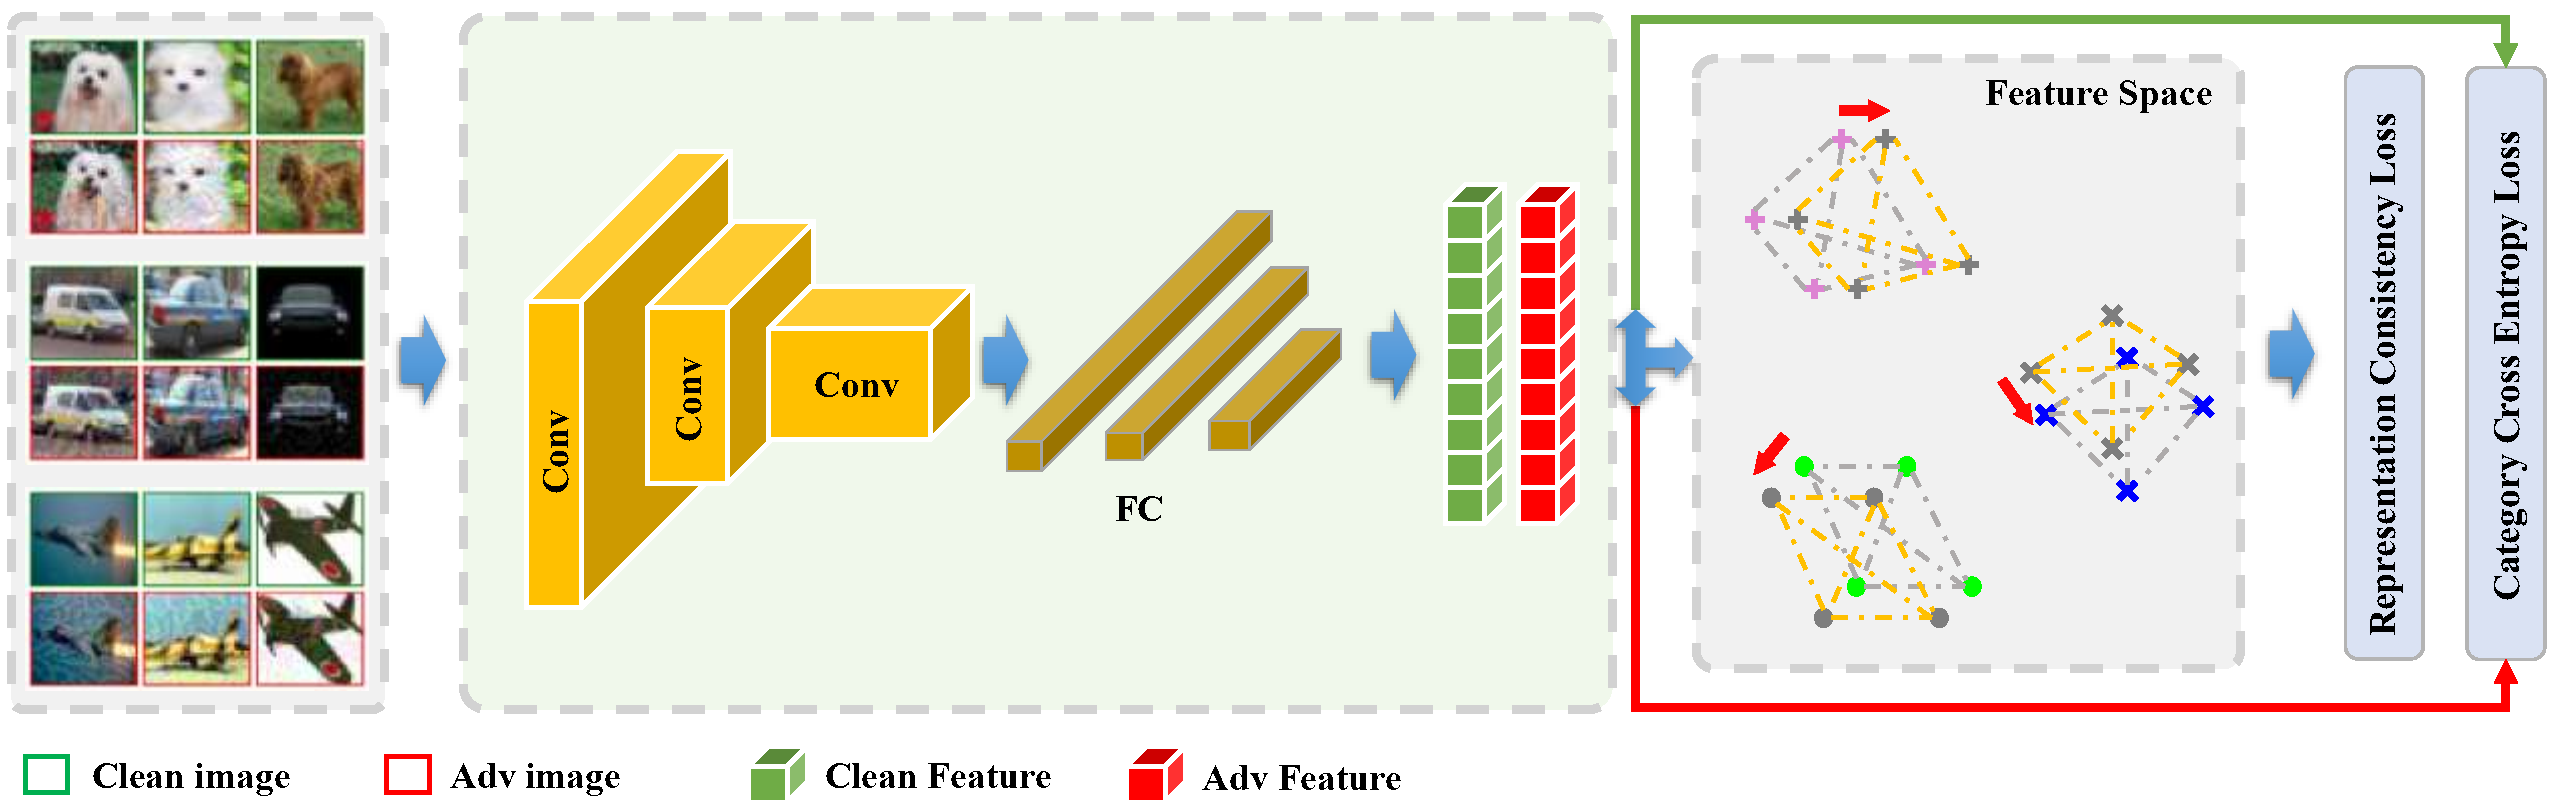 Feature Space
Conv
Conv
Conv
FC
Representation Consistency Loss
Category Cross Entropy Loss
Clean image
Adv image
Clean Feature
Adv Feature